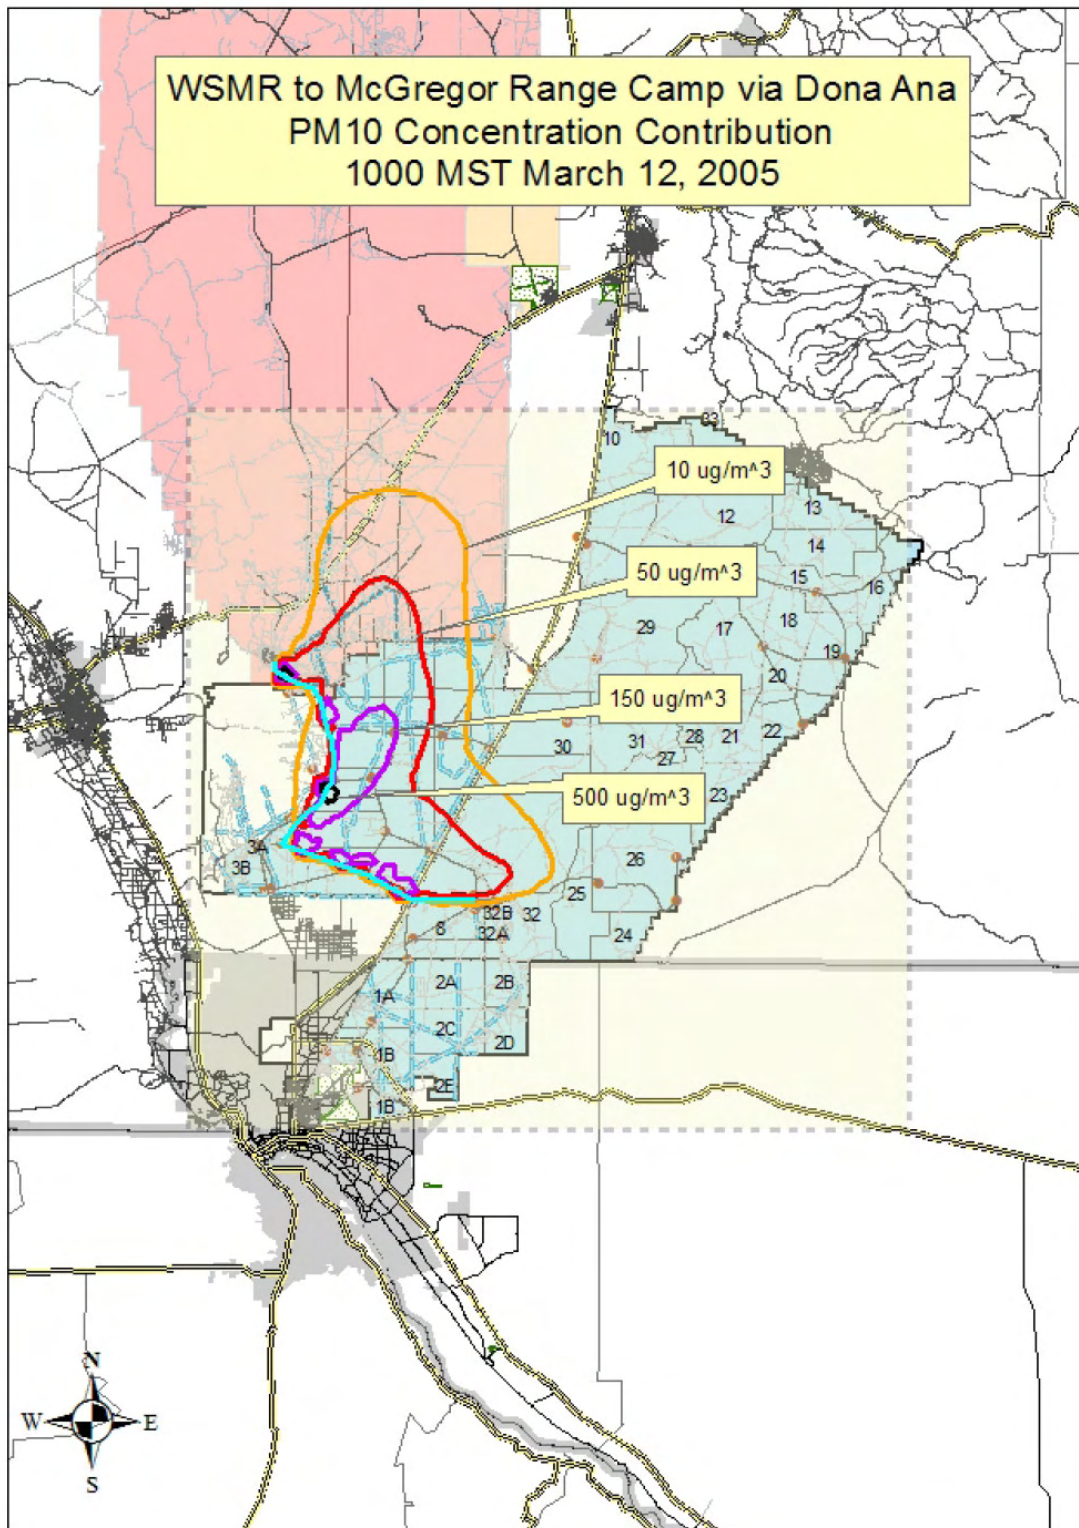 WSMR to McGregor Range Camp via Dona Ana
PM10 Concentration Contribution
1000 MST March 12, 2005
33
10
10 ug/m^3
12
13
14
50 ug/m^3
15
16
29
17
18
19
20
150 ug/m^3
30
31
28
21
22
27
500 ug/m^3
23
3A
3B
26
25
32B
32
8
32A
24
2A
2B
1A
2C
2D
1B
2E
1B
N
W
E
S